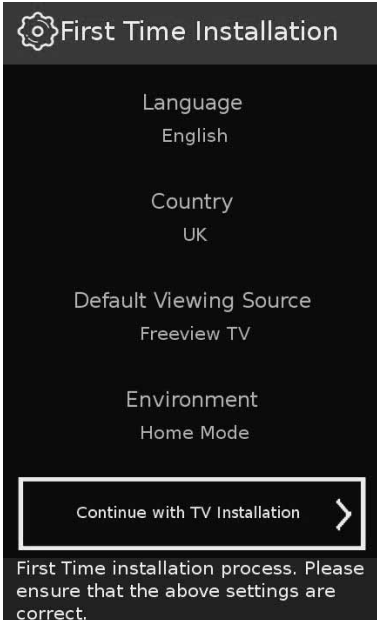 First Time Installation
Language
English
Country
UK
Default Viewing Source
Freeview TV
Environment
Home Mode
Continue with TV Installation
First Time installation process. Please
ensure that the above settings are
correct.